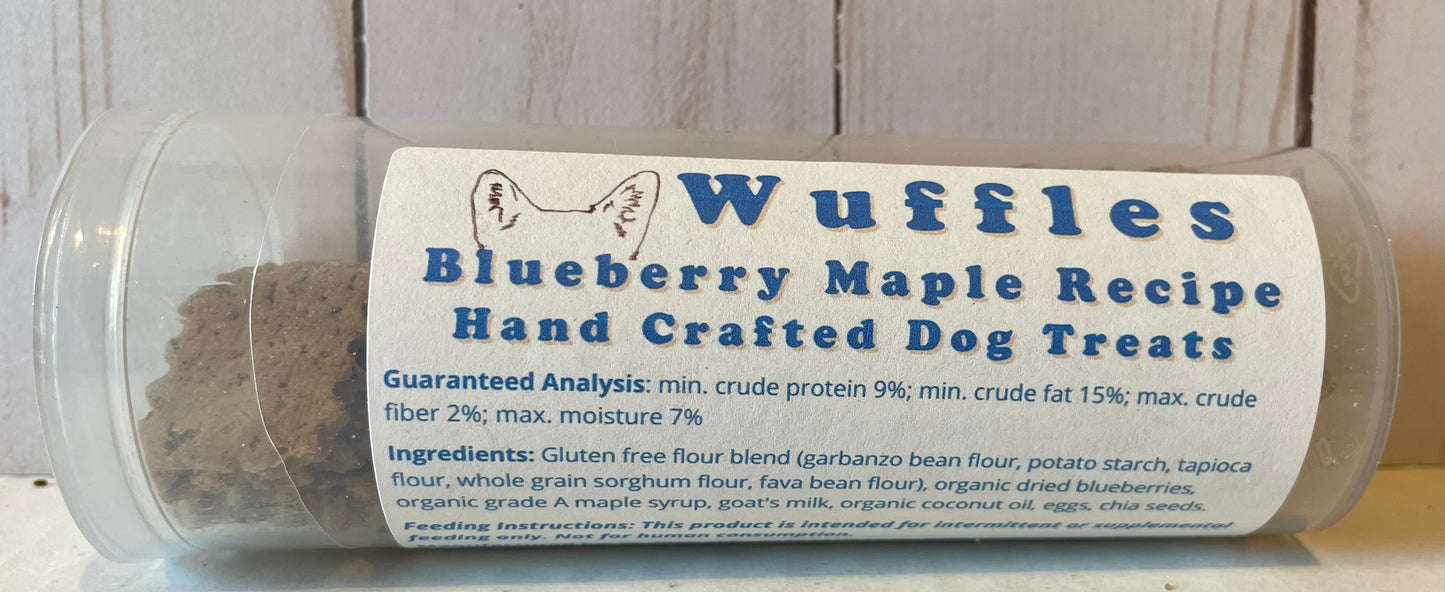 Wuffles
Blueberry Maple Recipe
Hand Crafted Dog Treats
Guaranteed Analysis: min. crude protein 9%; min. crude fat 15%; max. crude
fiber 2%; max. moisture 7%
Ingredients: Gluten free flour blend (garbanzo bean flour, potato starch, tapioca
flour, whole grain sorghum flour, fava bean flour), organic dried blueberries,
organic grade A maple syrup, goat's milk, organic coconut oil, eggs, chia seeds.
Feeding Instructions: This product is intended for intermittent or supplemental
feeding only. Not for human consumption.